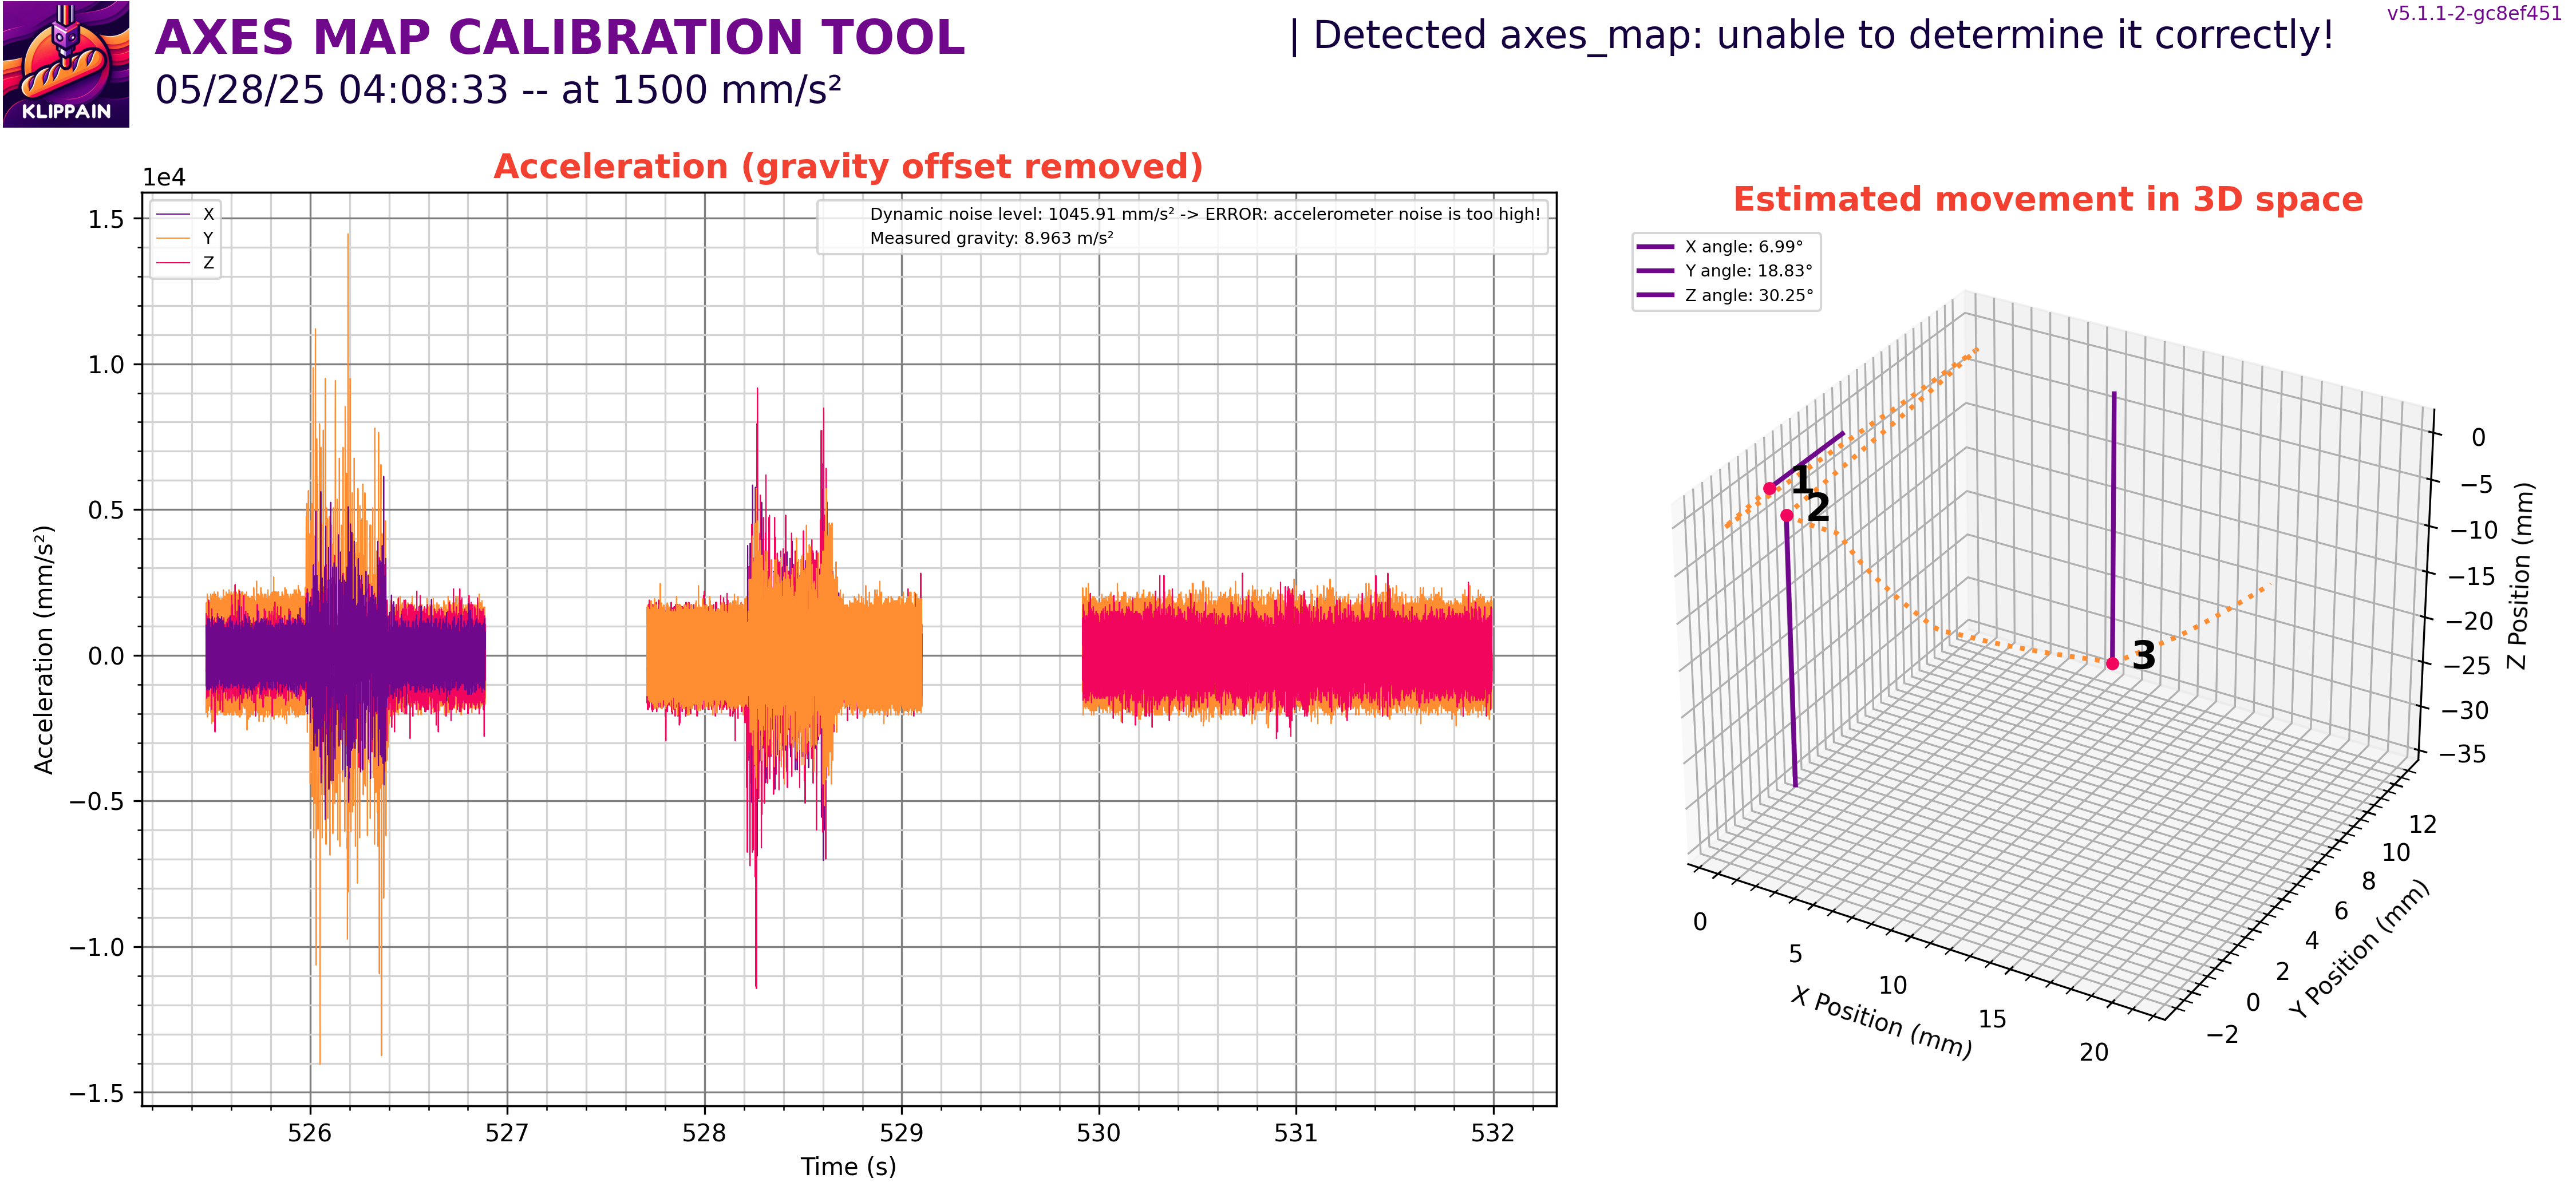 KLIPPAIN
AXES MAP CALIBRATION TOOL
05/28/25 04:08:33 -- at 1500 mm/s²
| Detected axes_map: unable to determine it correctly!
v5.1.1-2-gc8ef451
Acceleration (gravity offset removed)
1e4
X
Y
Z
Dynamic noise level: 1045.91 mm/s² -> ERROR: accelerometer noise is too high!
Measured gravity: 8.963 m/s²
1.5
1.0
0.5
0.0
−0.5
−1.0
−1.5
Acceleration (mm/s²)
526 527 528 529 530 531 532
Time (s)
Estimated movement in 3D space
X angle: 6.99°
Y angle: 18.83°
Z angle: 30.25°
1
2
3
0
−5
−10
−15
−20
−25
−30
−35
Z Position (mm)
12
10
8
6
4
2
0
−2
Y Position (mm)
0
5
10
15
20
X Position (mm)